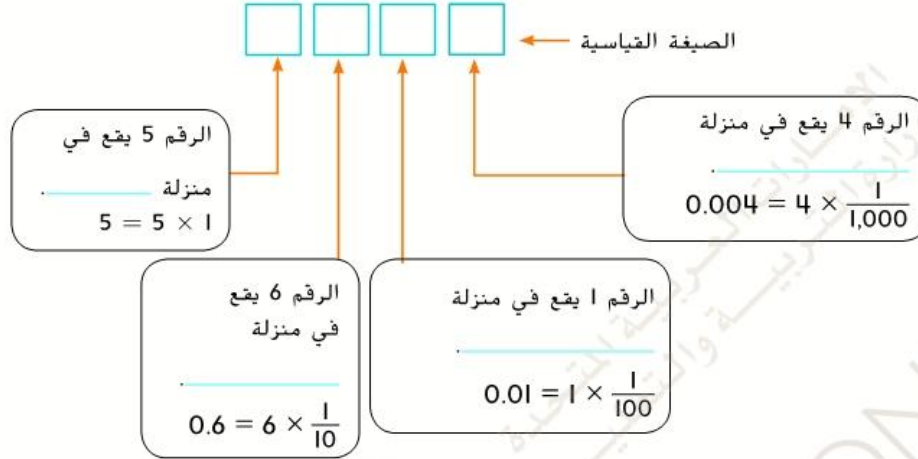 الصيغة القياسية
الرقم 4 يقع في منزلة
.
0.004 = 4 × 1/1,000
الرقم 5 يقع في
منزلة .
5 = 5 × 1
الرقم 6 يقع
في منزلة
.
0.6 = 6 × 1/10
الرقم 1 يقع في منزلة
.
0.01 = 1 × 1/100